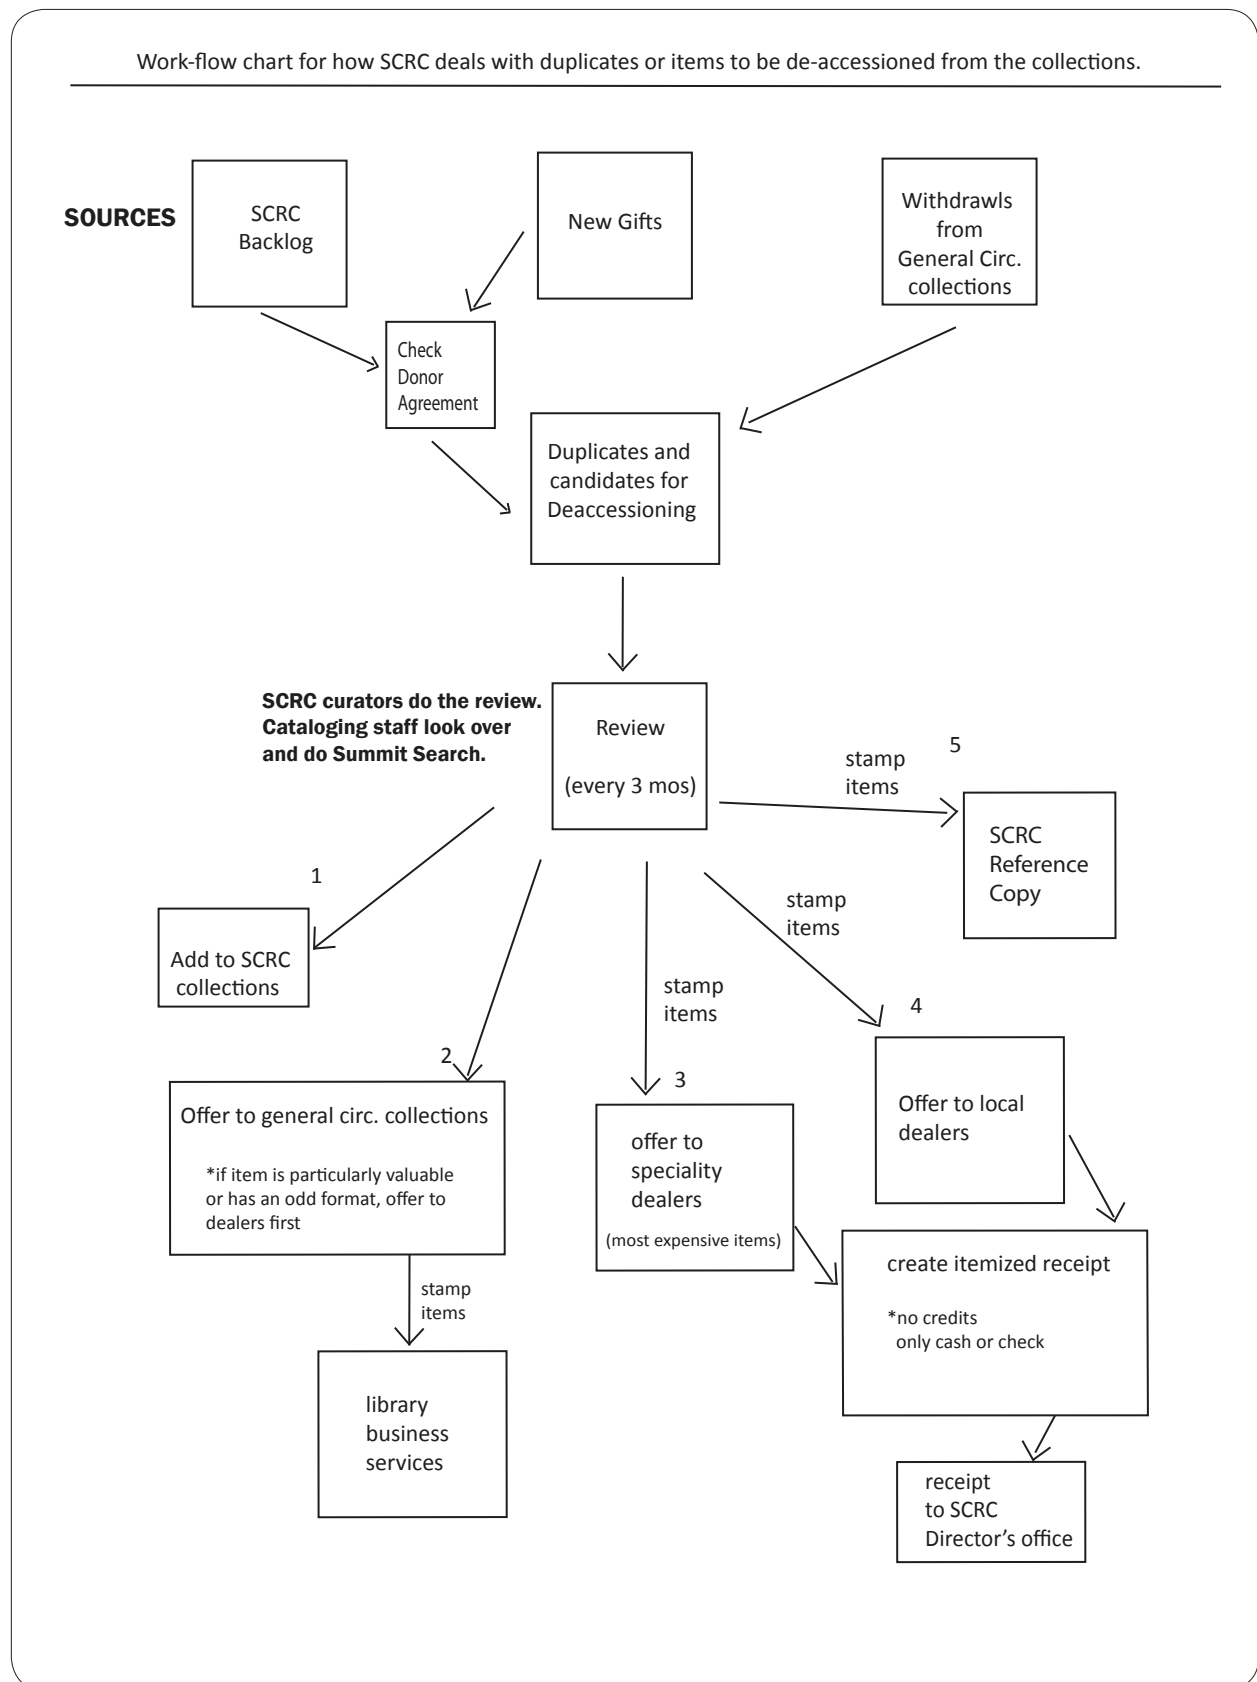 Work-flow chart for how SCRC deals with duplicates or items to be de-accessioned from the collections.
SOURCES
SCRC
Backlog
New Gifts
Withdrawls
from
General Circ.
collections
Check
Donor
Agreement
Duplicates and
candidates for
Deaccessioning
SCRC curators do the review.
Cataloging staff look over
and do Summit Search.
Review
(every 3 mos)
stamp
items
5
SCRC
Reference
Copy
1
Add to SCRC
collections
stamp
items
stamp
items
4
2
3
Offer to general circ. collections
*if item is particularly valuable
or has an odd format, offer to
dealers first
offer to
speciality
dealers
(most expensive items)
Offer to local
dealers
create itemized receipt
*no credits
only cash or check
stamp
items
library
business
services
receipt
to SCRC
Director's office